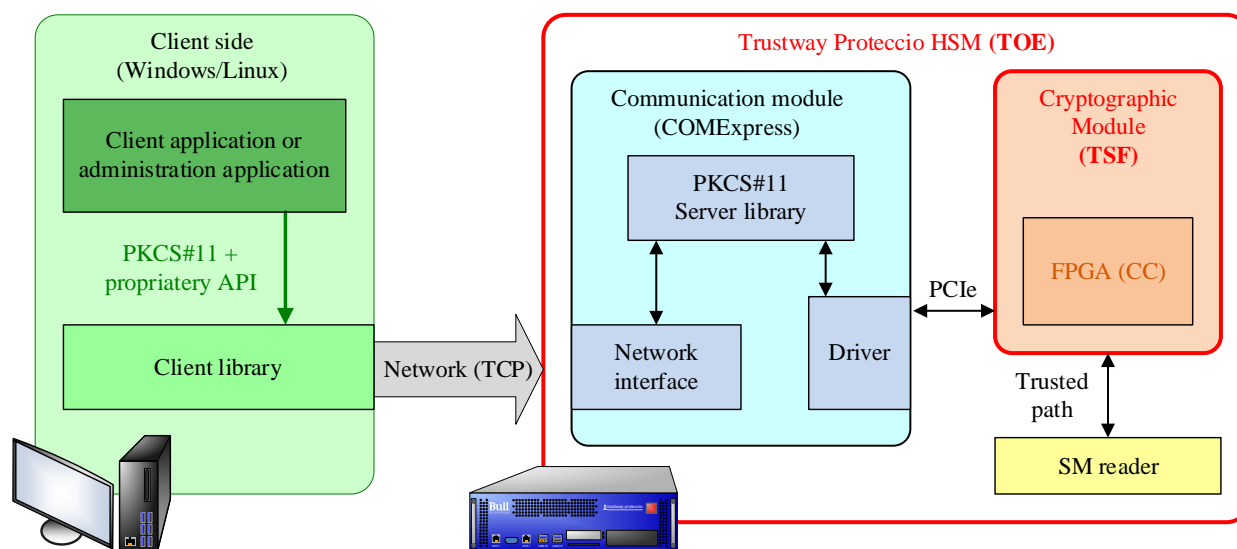 Client side
(Windows/Linux)
Client application or
administration application
PKCS#11 +
propriatery API
Client library
Network (TCP)
Trustway Proteccio HSM (TOE)
Communication module
(COMExpress)
PKCS#11
Server library
Network
interface
Driver
PCIe
Cryptographic
Module
(TSF)
FPGA (CC)
Trusted
path
SM reader
Bull
trustway proteccio